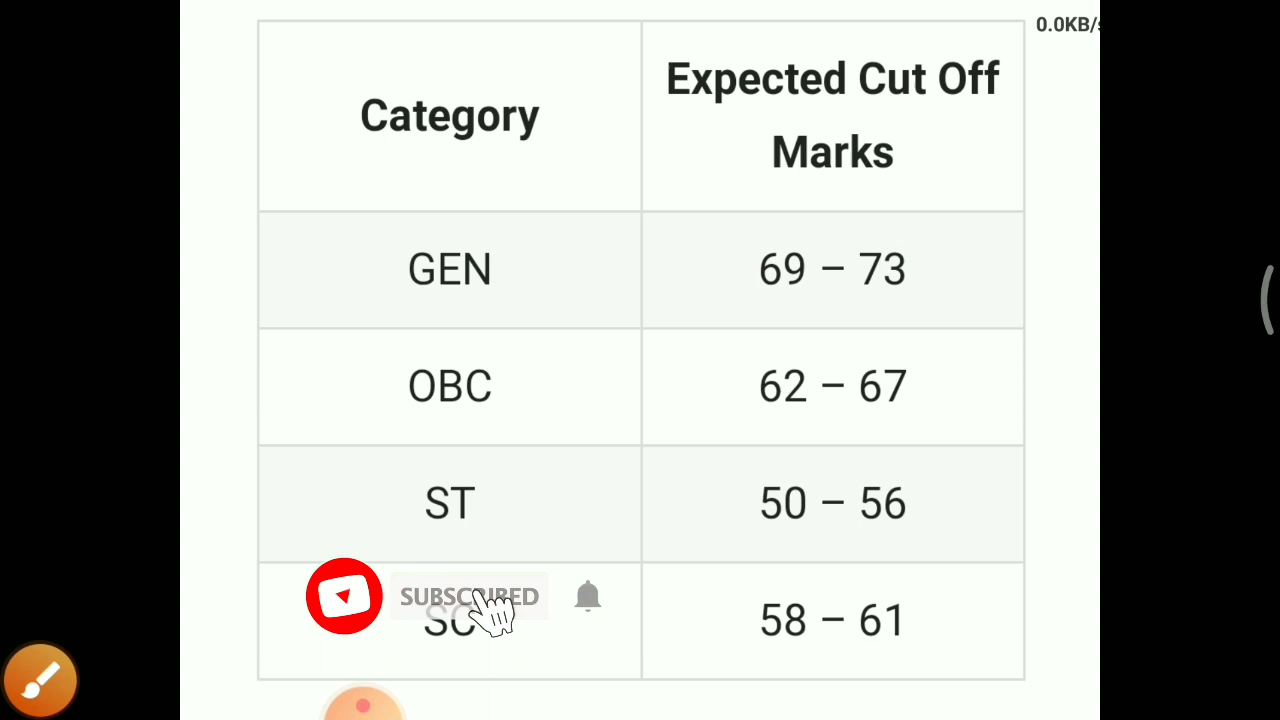 0.0KB/s
Category
Expected Cut Off
Marks
GEN
69 – 73
OBC
62 – 67
ST
50 – 56
SUBSCRIBED
SC
58 – 61